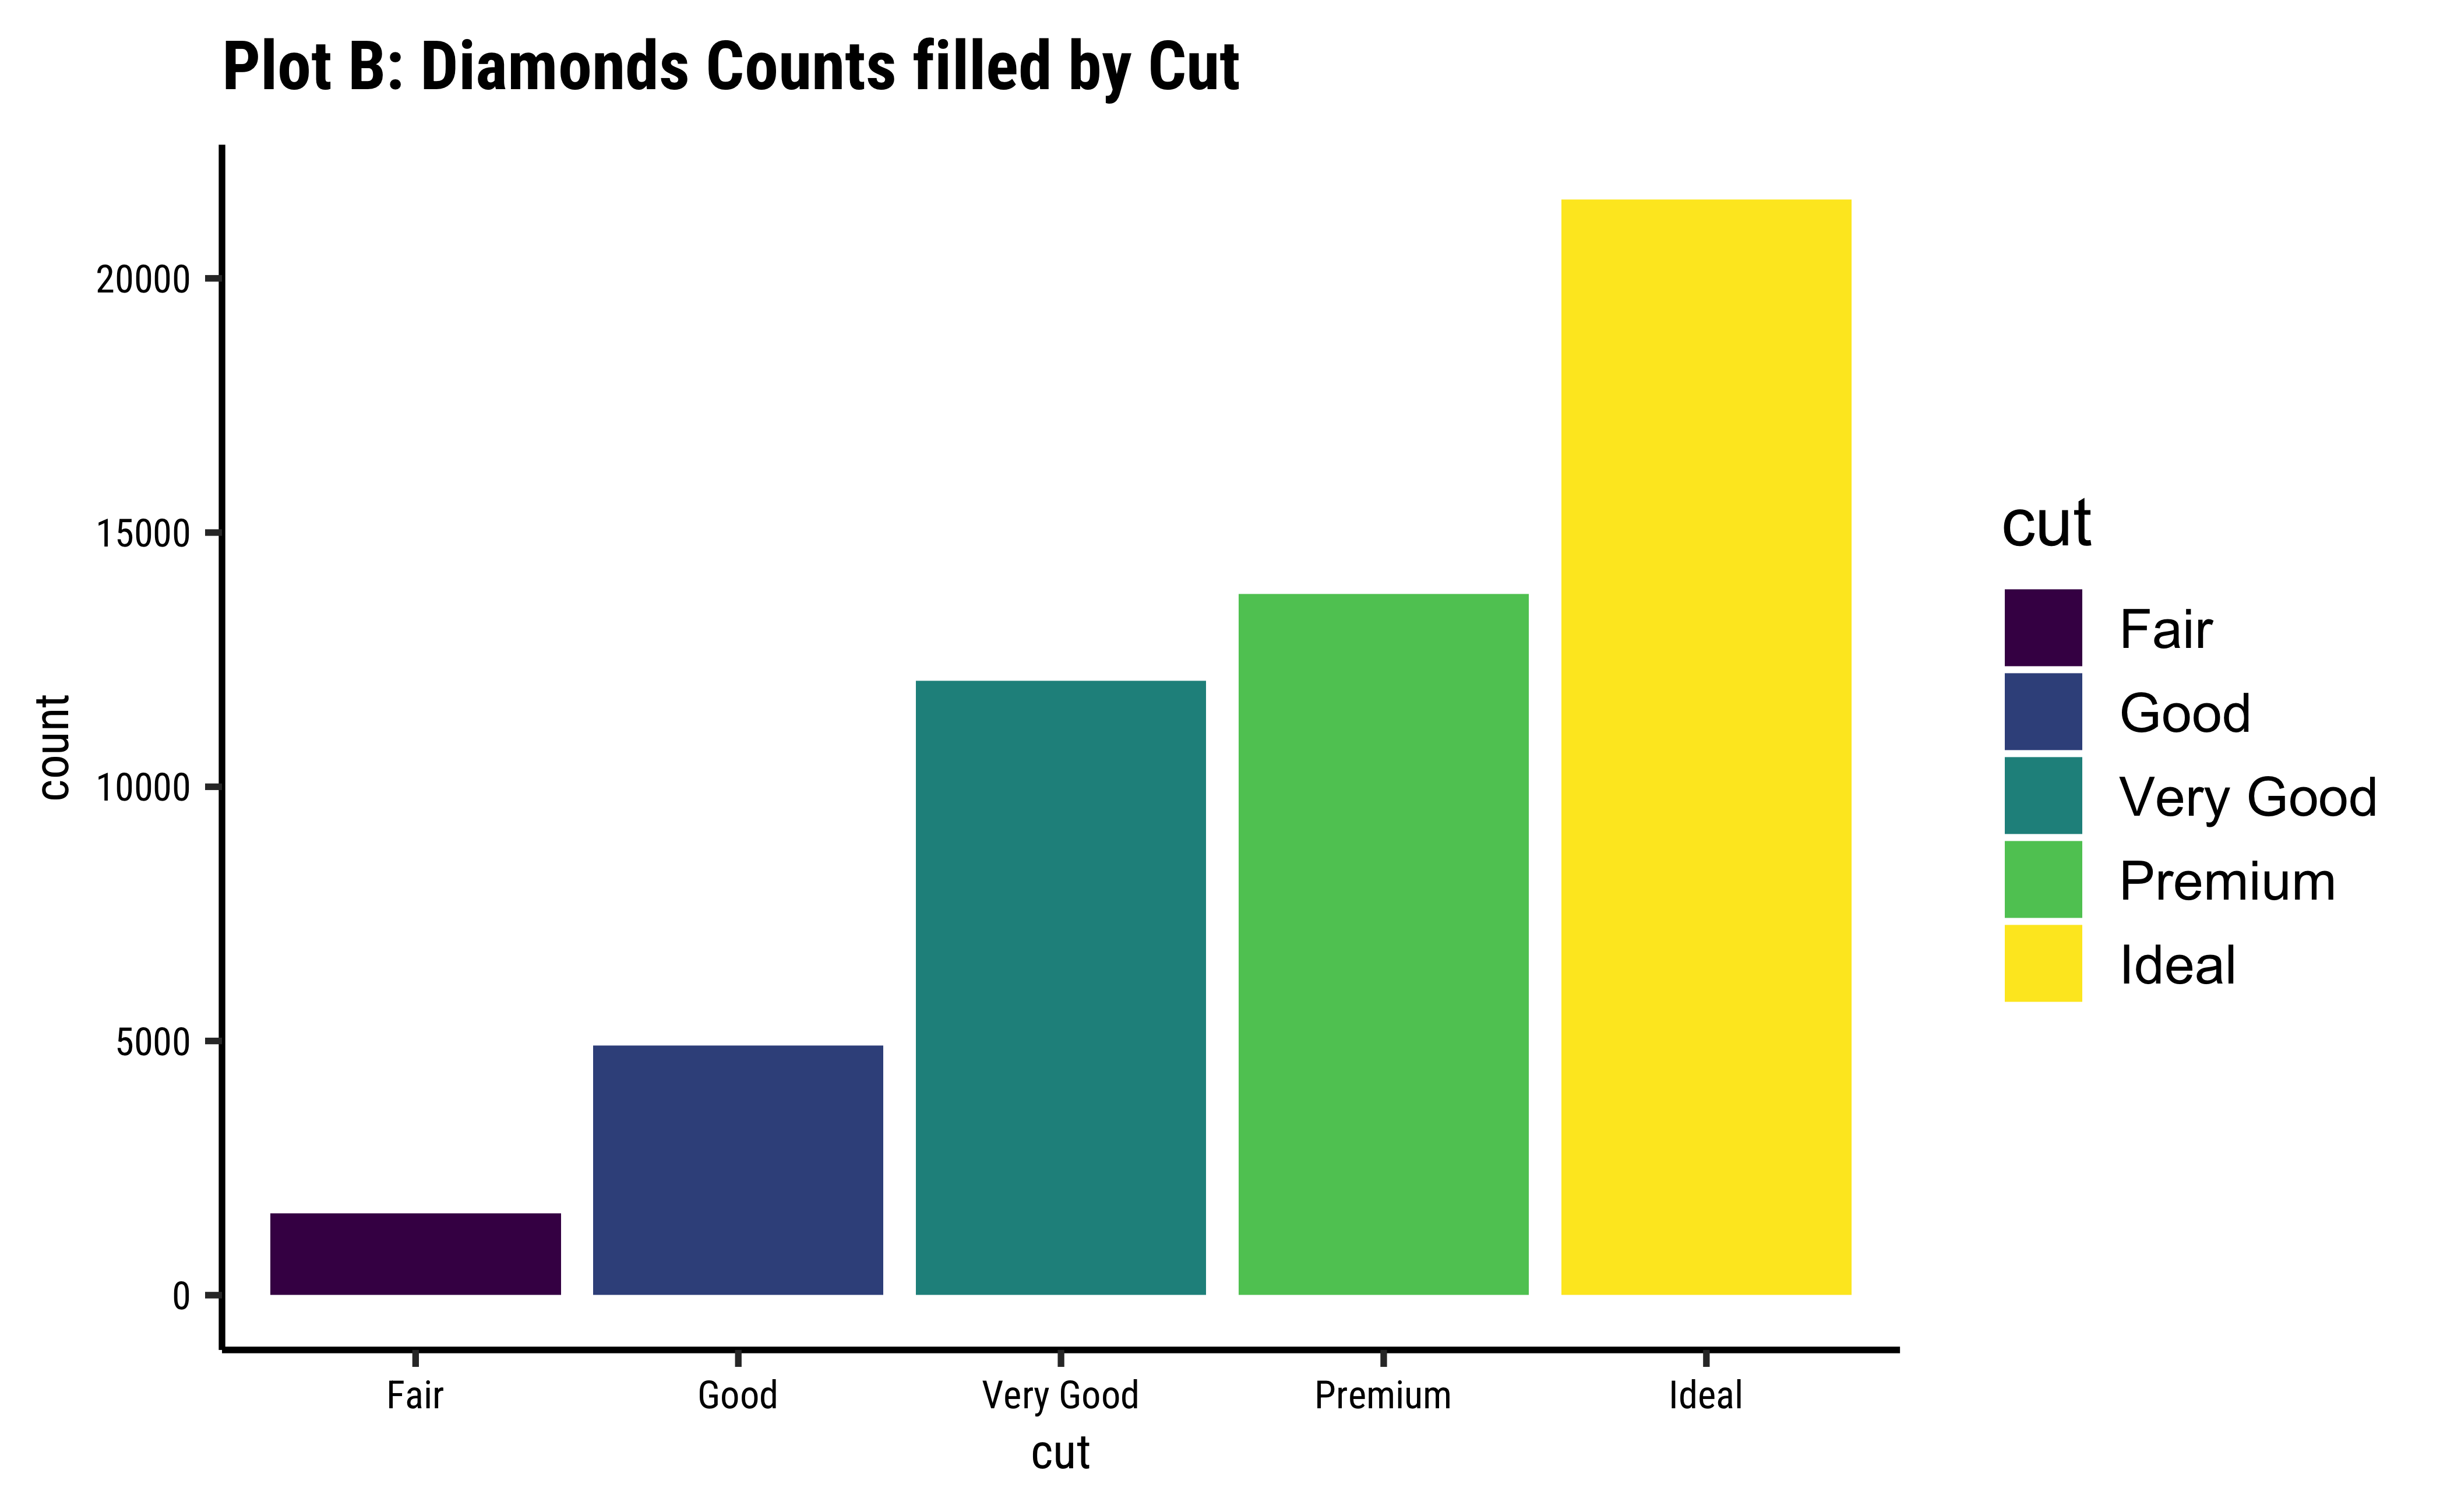 Plot B: Diamonds Counts filled by Cut
20000
15000
10000
5000
0
count
Fair
Good
Very Good
Premium
Ideal
cut
cut
Fair
Good
Very Good
Premium
Ideal